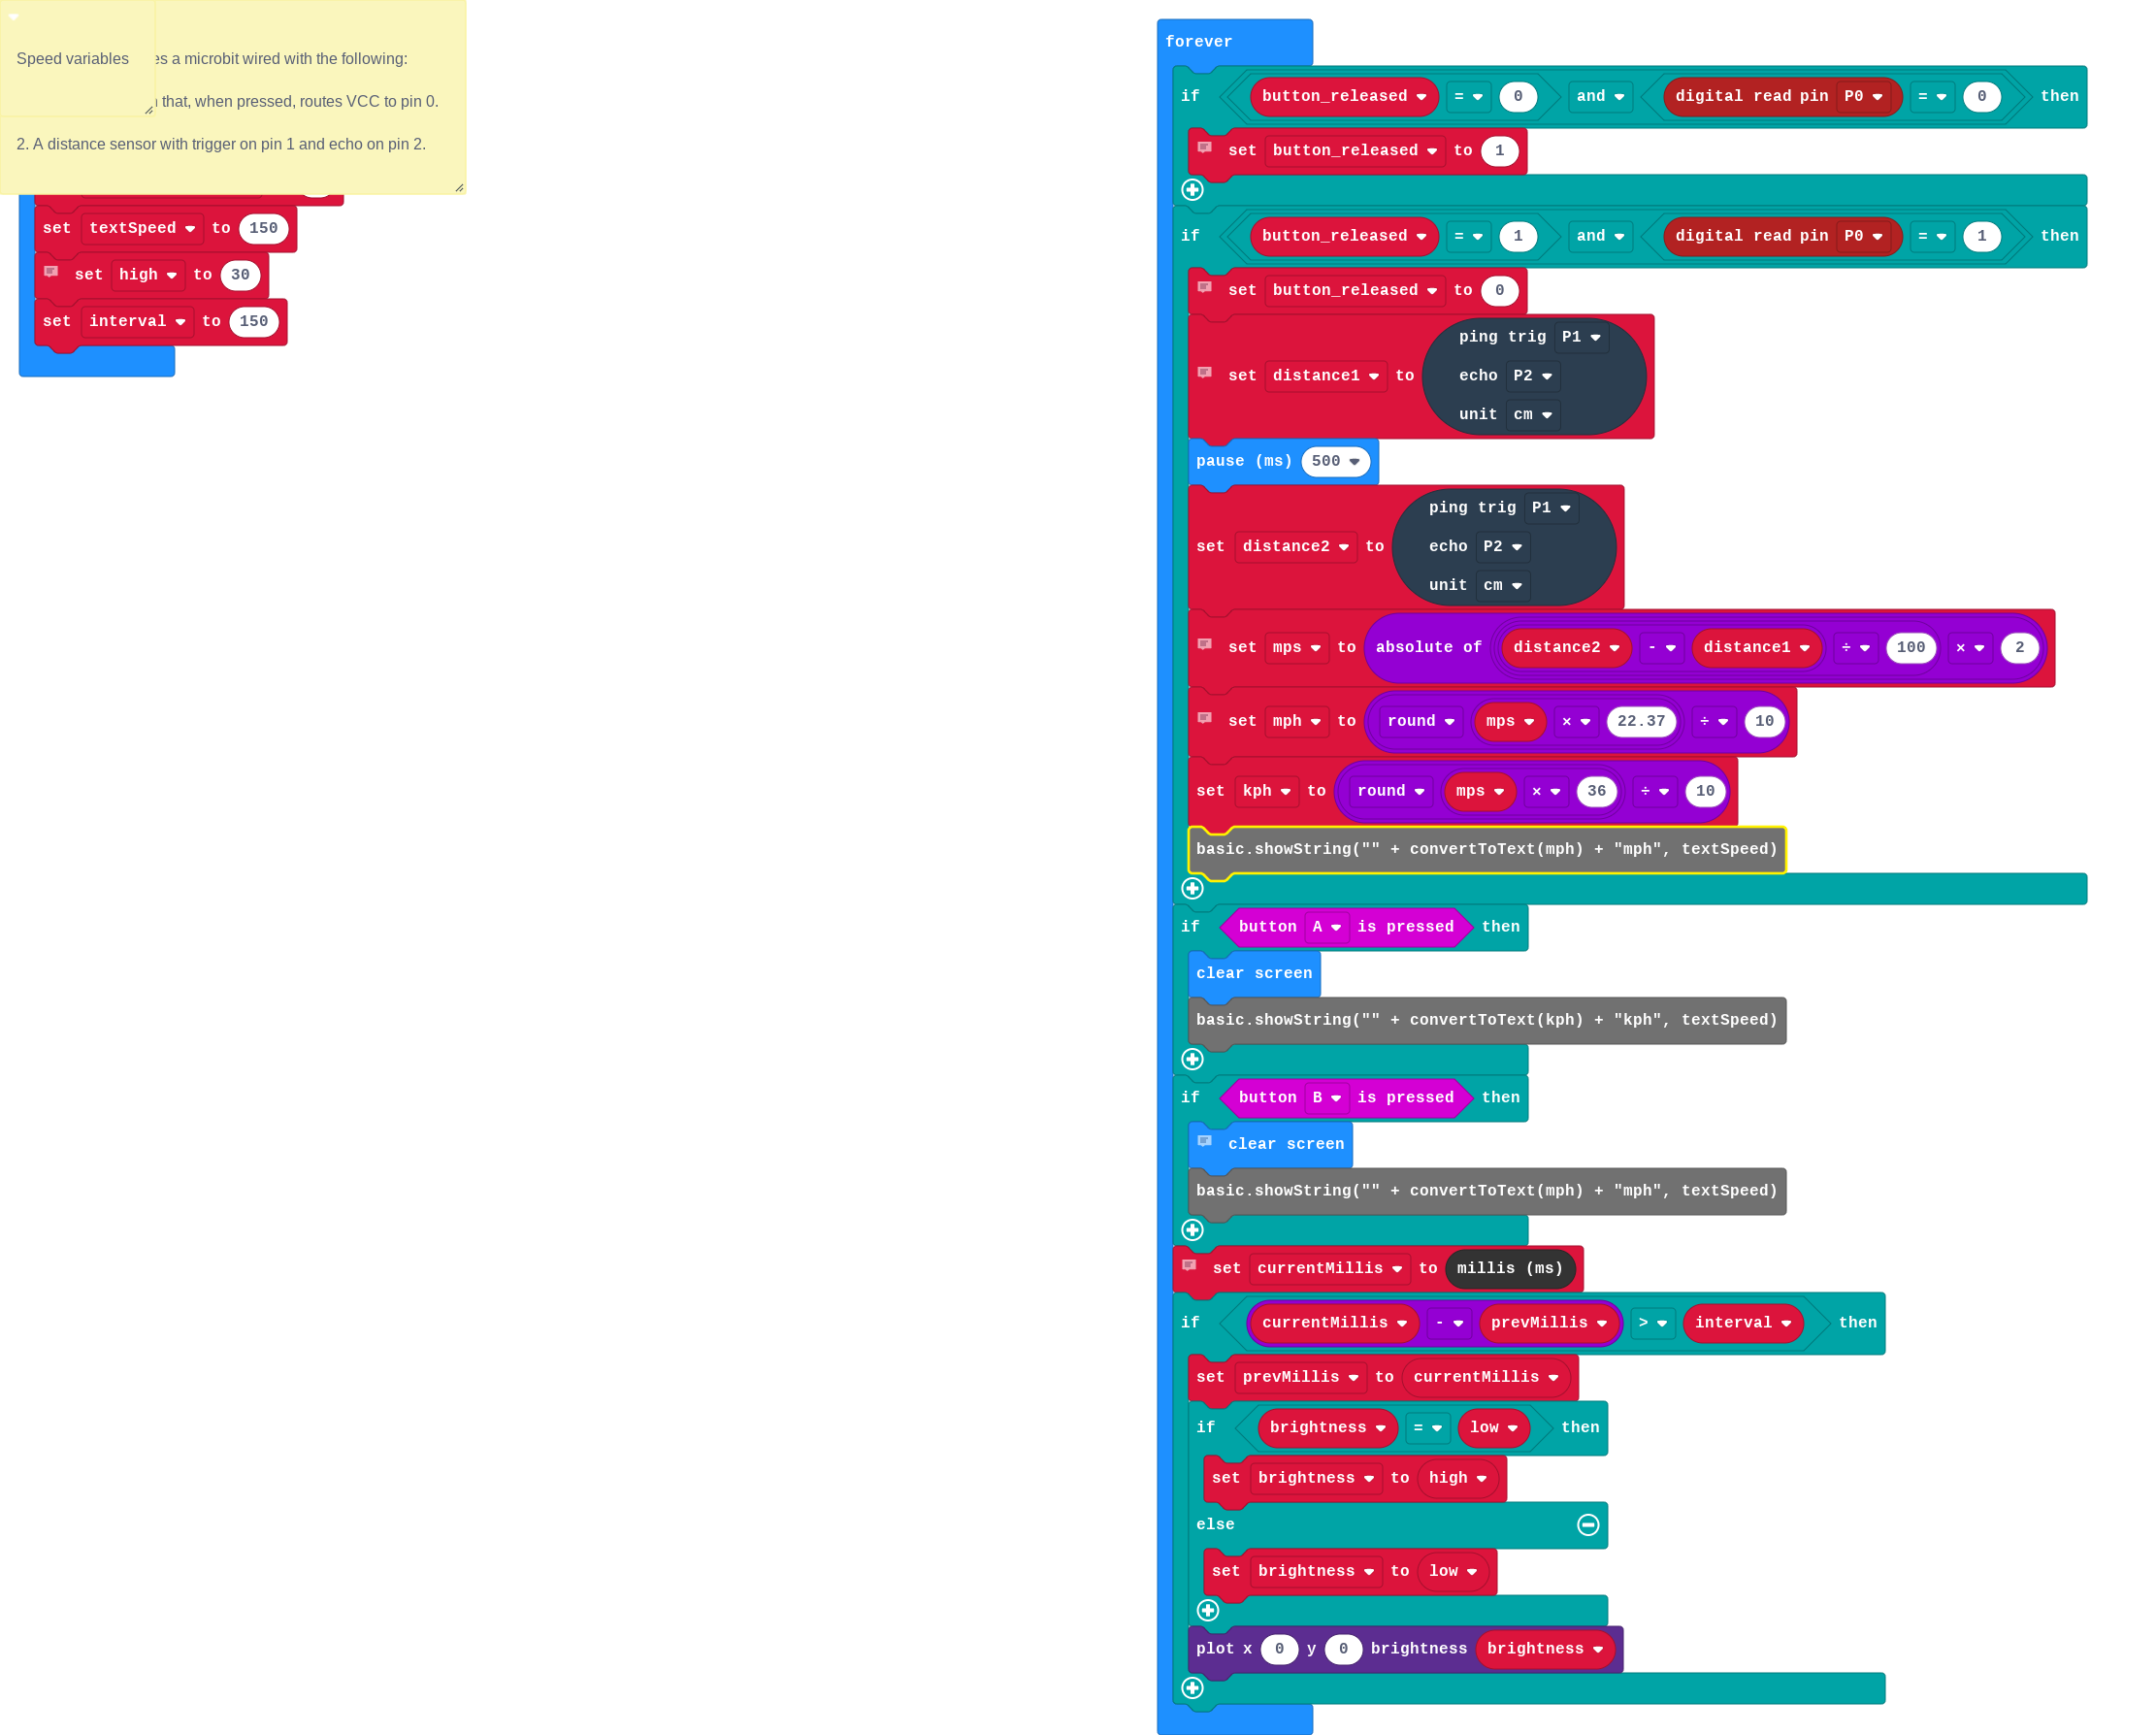 Speed variables
es a microbit wired with the following:
that, when pressed, routes VCC to pin 0.
2. A distance sensor with trigger on pin 1 and echo on pin 2.
set textSpeed to 150
set high to 30
set interval to 150
forever
if button_released = 0 and digital read pin P0 = 0 then
set button_released to 1
if button_released = 1 and digital read pin P0 = 1 then
set button_released to 0
ping trig P1
set distance1 to echo P2
unit cm
pause (ms) 500
ping trig P1
set distance2 to echo P2
unit cm
set mps to absolute of distance2 - distance1 ÷ 100 × 2
set mph to round mps × 22.37 ÷ 10
set kph to round mps × 36 ÷ 10
basic.showString("" + convertToText(mph) + "mph", textSpeed)
if button A is pressed then
clear screen
basic.showString("" + convertToText(kph) + "kph", textSpeed)
if button B is pressed then
clear screen
basic.showString("" + convertToText(mph) + "mph", textSpeed)
set currentMillis to millis (ms)
if currentMillis - prevMillis > interval then
set prevMillis to currentMillis
if brightness = low then
set brightness to high
else
set brightness to low
plot x 0 y 0 brightness brightness